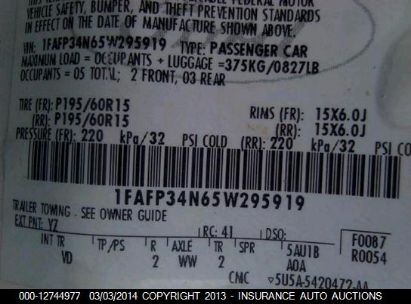 VEHICLE SAFETY, BUMPER, AND THEFT PREVENTION STANDARDS
IN EFFECT ON THE DATE OF MANUFACTURE SHOWN ABOVE.
VIN: 1FAFP34N65W295919 TYPE: PASSENGER CAR
MAXIMUM LOAD = OCCUPANTS + LUGGAGE = 375KG/0827LB
OCCUPANTS = 05 TOTAL; 2 FRONT, 03 REAR
TIRE (FR): P195/60R15 RIMS (FR): 15X6.0J
(RR): P195/60R15 (RR): 15X6.0J
PRESSURE (FR): 220 kPa/32 PSI COLD (RR): 220 kPa/32 PSI COLD
1FAFP34N65W295919
TRAILER TOWING - SEE OWNER GUIDE
EXT PNT: YZ RC: 41 F0087
INT TR TP/PS R AXLE TR SPR 5AU1B R0054
VD 2 WW 2 AOA
CMC 5U5A-5420472-AA
000-12744977 03/03/2014 COPYRIGHT 2013 - INSURANCE AUTO AUCTIONS